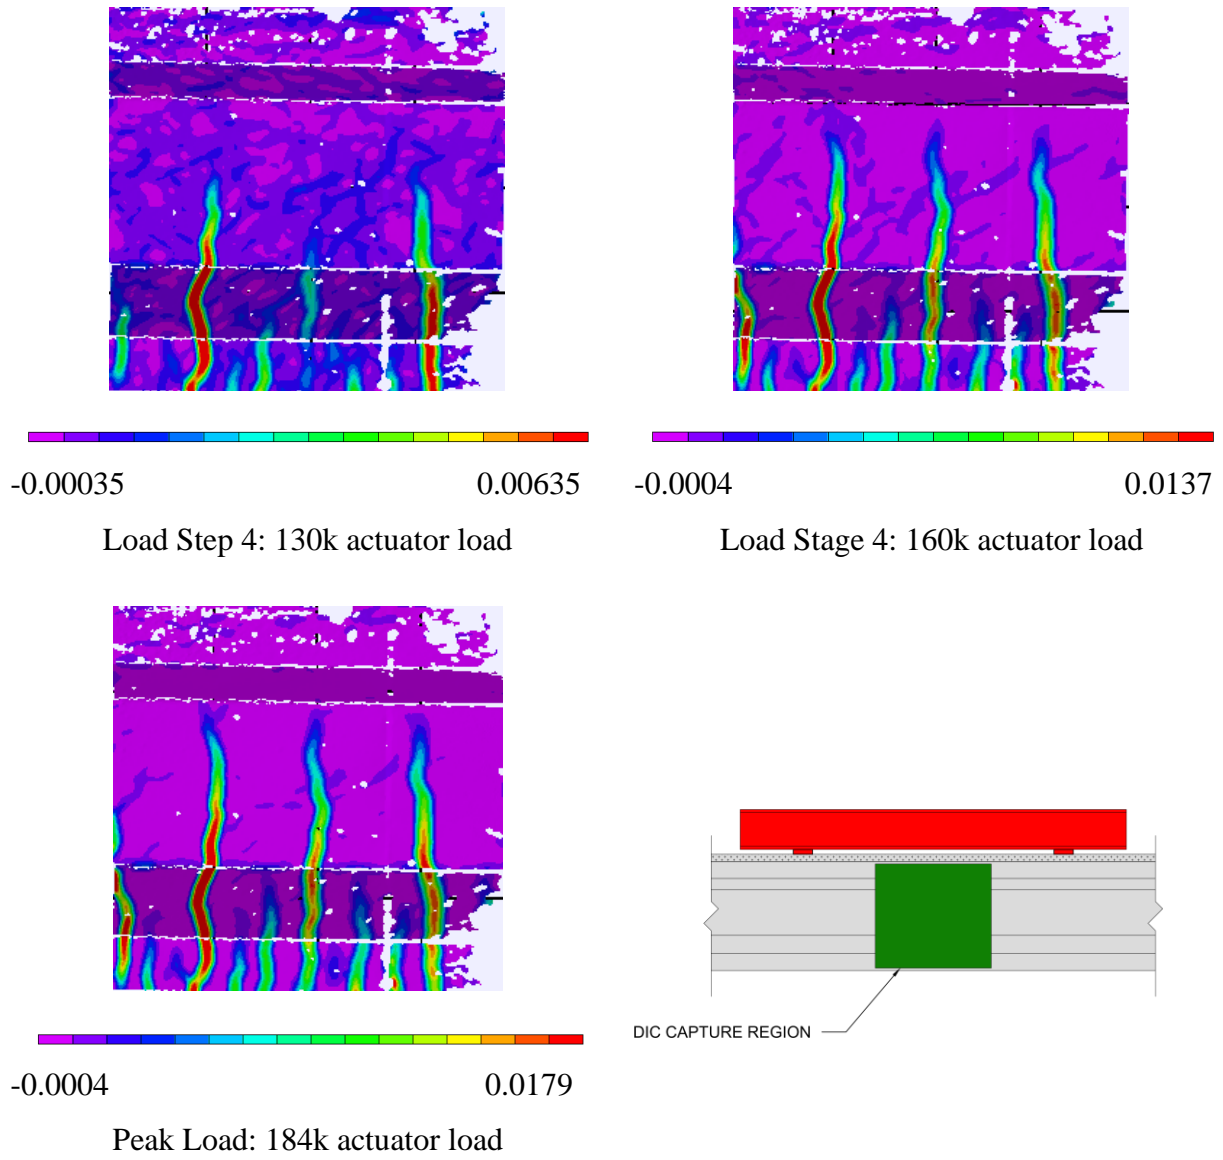 -0.00035 0.00635
Load Step 4: 130k actuator load
-0.0004 0.0137
Load Stage 4: 160k actuator load
-0.0004 0.0179
Peak Load: 184k actuator load
DIC CAPTURE REGION